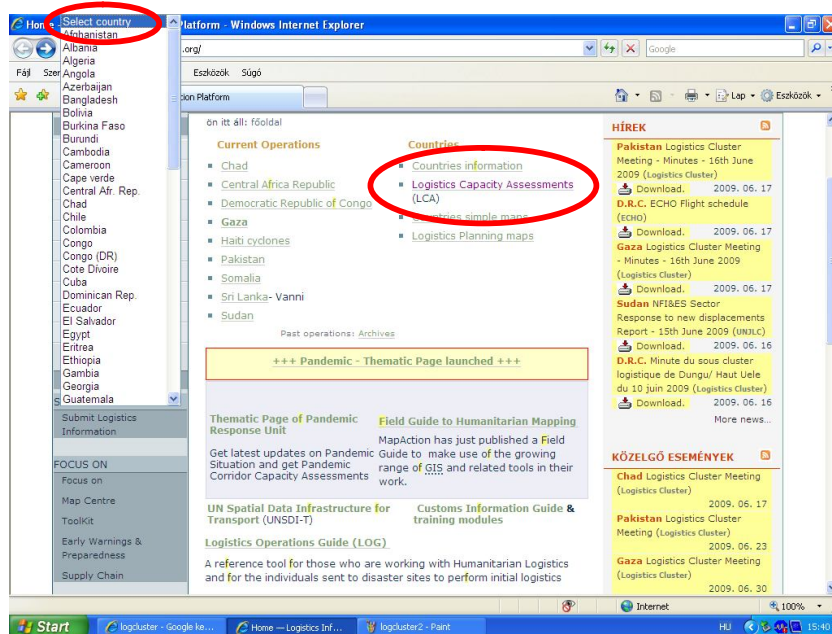 Home -
Platform - Windows Internet Explorer
.org/
Google
Fájl
Eszközök
Súgó
tion Platform
Lap
Eszközök
Select country
Afghanistan
Albania
Algeria
Angola
Azerbaijan
Bangladesh
Bolivia
Burkina Faso
Burundi
Cambodia
Cameroon
Cape verde
Central Afr. Rep.
Chad
Chile
Colombia
Congo
Congo (DR)
Cote Divoire
Cuba
Dominican Rep.
Ecuador
El Salvador
Egypt
Eritrea
Ethiopia
Gambia
Georgia
Guatemala
Submit Logistics
Information
FOCUS ON
Focus on
Map Centre
ToolKit
Early Warnings &
Preparedness
Supply Chain
ön itt áll: főoldal
Current Operations
Chad
Central Africa Republic
Democratic Republic of Congo
Gaza
Haiti cyclones
Pakistan
Somalia
Sri Lanka- Vanni
Sudan
Countries
Countries information
Logistics Capacity Assessments
(LCA)
Countries simple maps
Logistics Planning maps
Past operations: Archives
+++ Pandemic - Thematic Page launched +++
Thematic Page of Pandemic
Response Unit
Get latest updates on Pandemic
Situation and get Pandemic
Corridor Capacity Assessments
Field Guide to Humanitarian Mapping
MapAction has just published a Field
Guide to make use of the growing
range of GIS and related tools in their
work.
UN Spatial Data Infrastructure for
Transport (UNSDI-T)
Customs Information Guide &
training modules
Logistics Operations Guide (LOG)
A reference tool for those who are working with Humanitarian Logistics
and for the individuals sent to disaster sites to perform initial logistics
HÍREK
Pakistan Logistics Cluster
Meeting - Minutes - 16th June
2009 (Logistics Cluster)
Download. 2009. 06. 17
D.R.C. ECHO Flight schedule
(ECHO)
Download. 2009. 06. 17
Gaza Logistics Cluster Meeting
- Minutes - 16th June 2009
(Logistics Cluster)
Download. 2009. 06. 17
Sudan NFI&ES Sector
Response to new displacements
Report - 15th June 2009 (UNJLC)
Download. 2009. 06. 16
D.R.C. Minute du sous cluster
logistique de Dungu/ Haut Uele
du 10 juin 2009 (Logistics Cluster)
Download. 2009. 06. 16
More news...
KÖZELGŐ ESEMÉNYEK
Chad Logistics Cluster Meeting
(Logistics Cluster)
2009. 06. 17
Pakistan Logistics Cluster
Meeting (Logistics Cluster)
2009. 06. 23
Gaza Logistics Cluster Meeting
(Logistics Cluster)
2009. 06. 30
Internet
100%
Start
logcluster - Google ke...
Home — Logistics Inf...
logcluster2 - Paint
HU
15:40